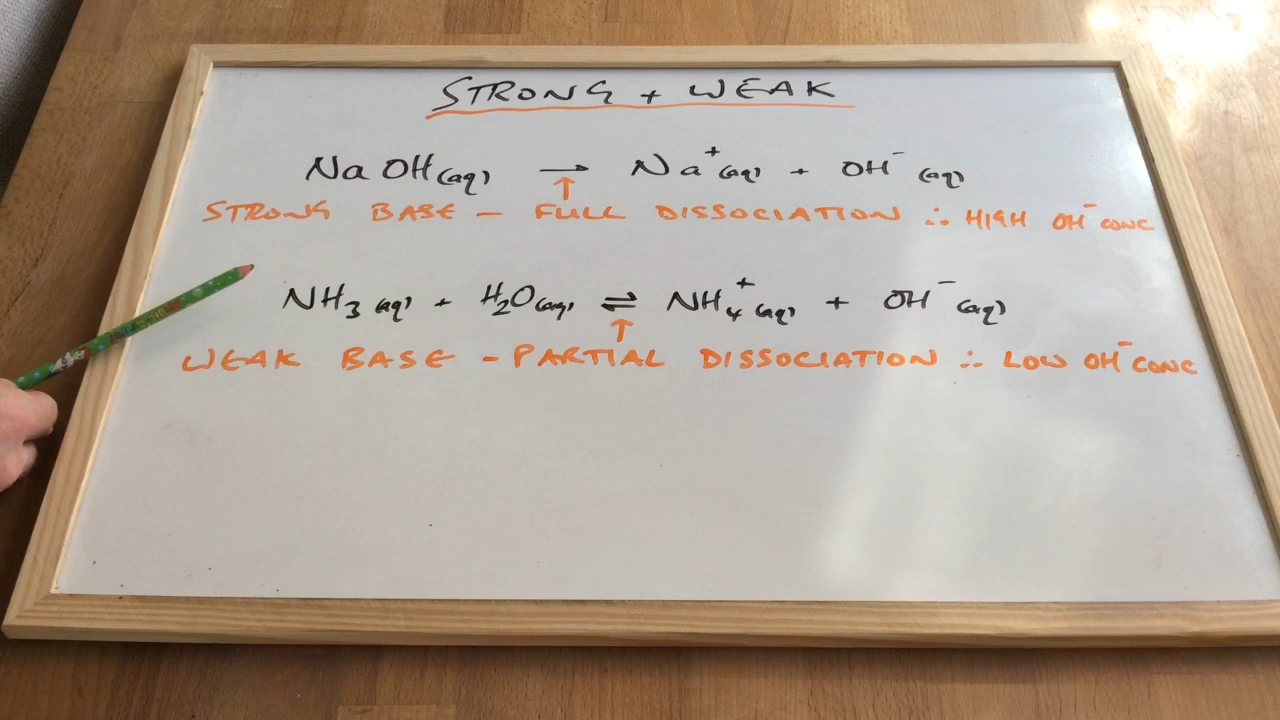 STRONG + WEAK
NaOH(aq) → Na⁺(aq) + OH⁻(aq)
STRONG BASE - FULL DISSOCIATION ∴ HIGH OH⁻ CONC
NH₃(aq) + H₂O(aq) ⇌ NH₄⁺(aq) + OH⁻(aq)
WEAK BASE - PARTIAL DISSOCIATION ∴ LOW OH⁻ CONC